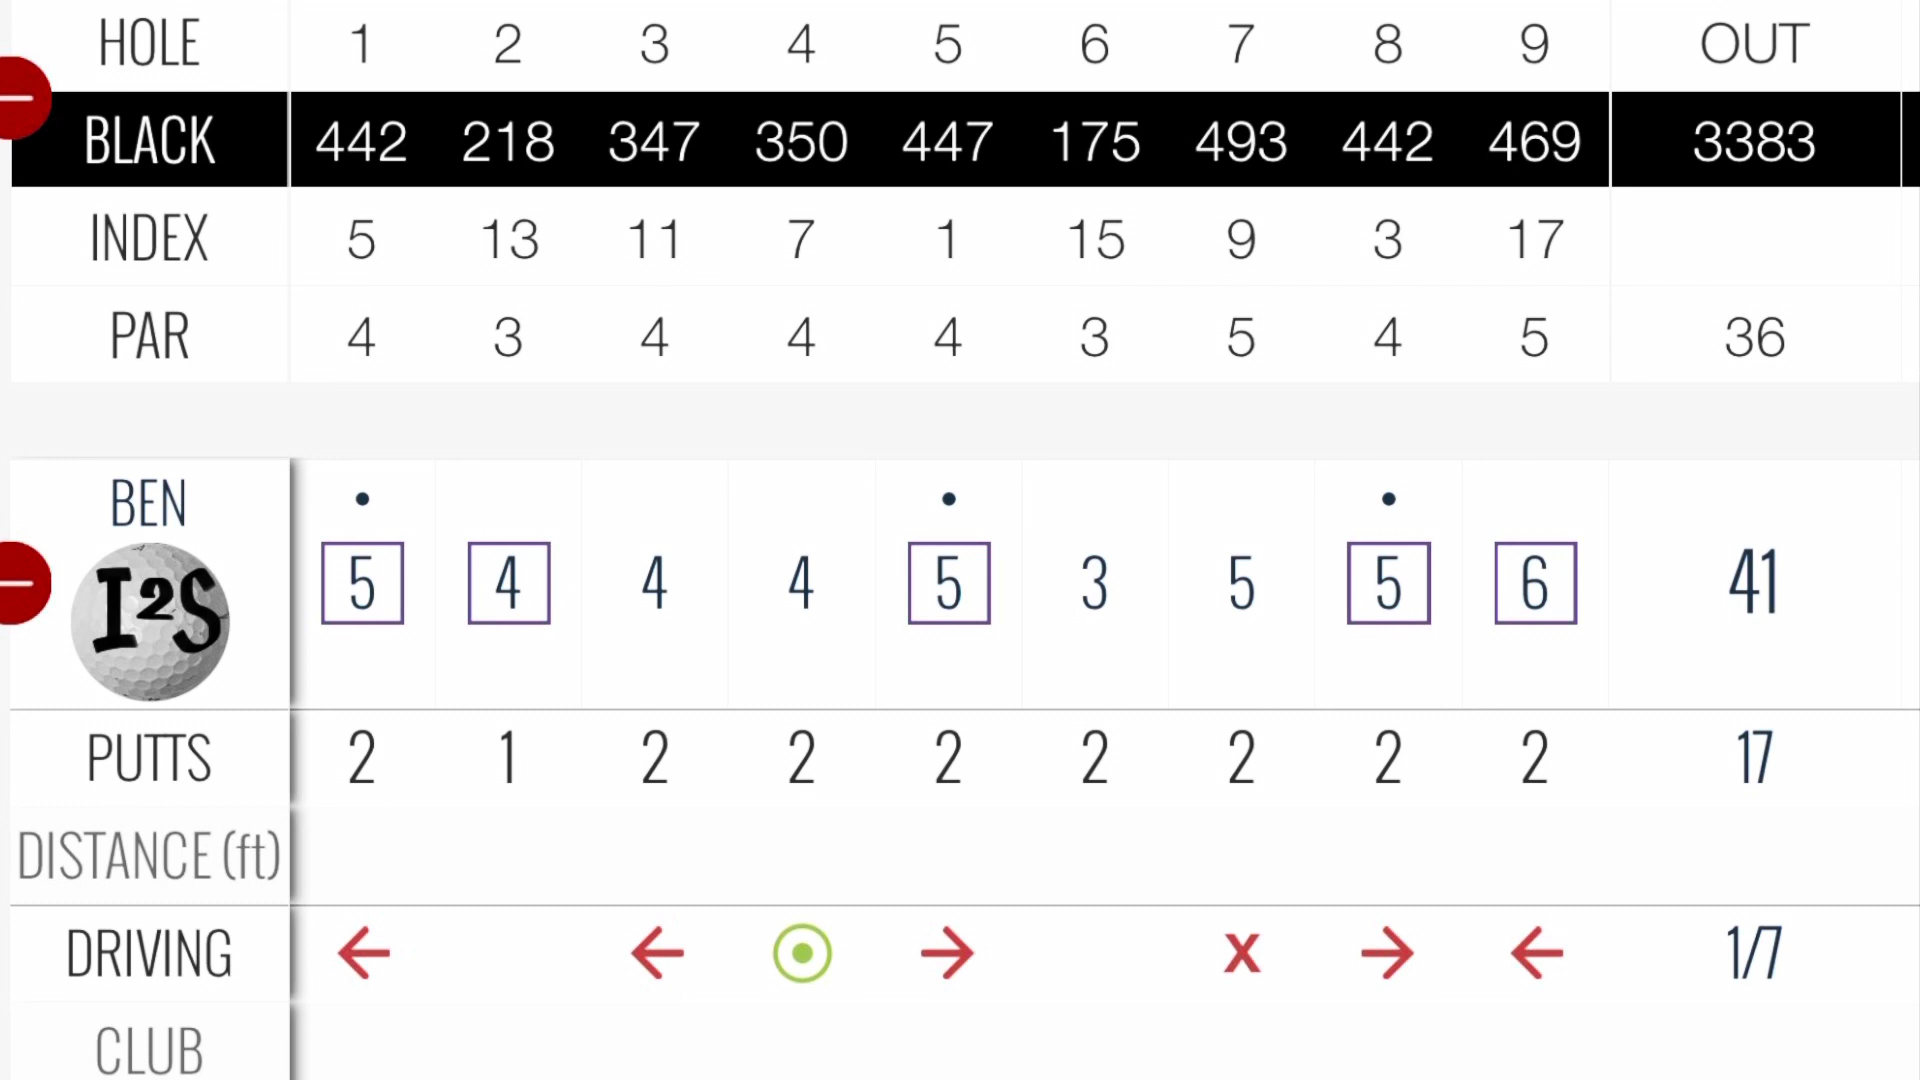 HOLE 1 2 3 4 5 6 7 8 9 OUT
BLACK 442 218 347 350 447 175 493 442 469 3383
INDEX 5 13 11 7 1 15 9 3 17
PAR 4 3 4 4 4 3 5 4 5 36
BEN
I²S
5 4 4 4 5 3 5 5 6 41
PUTTS 2 1 2 2 2 2 2 2 2 17
DISTANCE (ft)
DRIVING X 1/7
CLUB